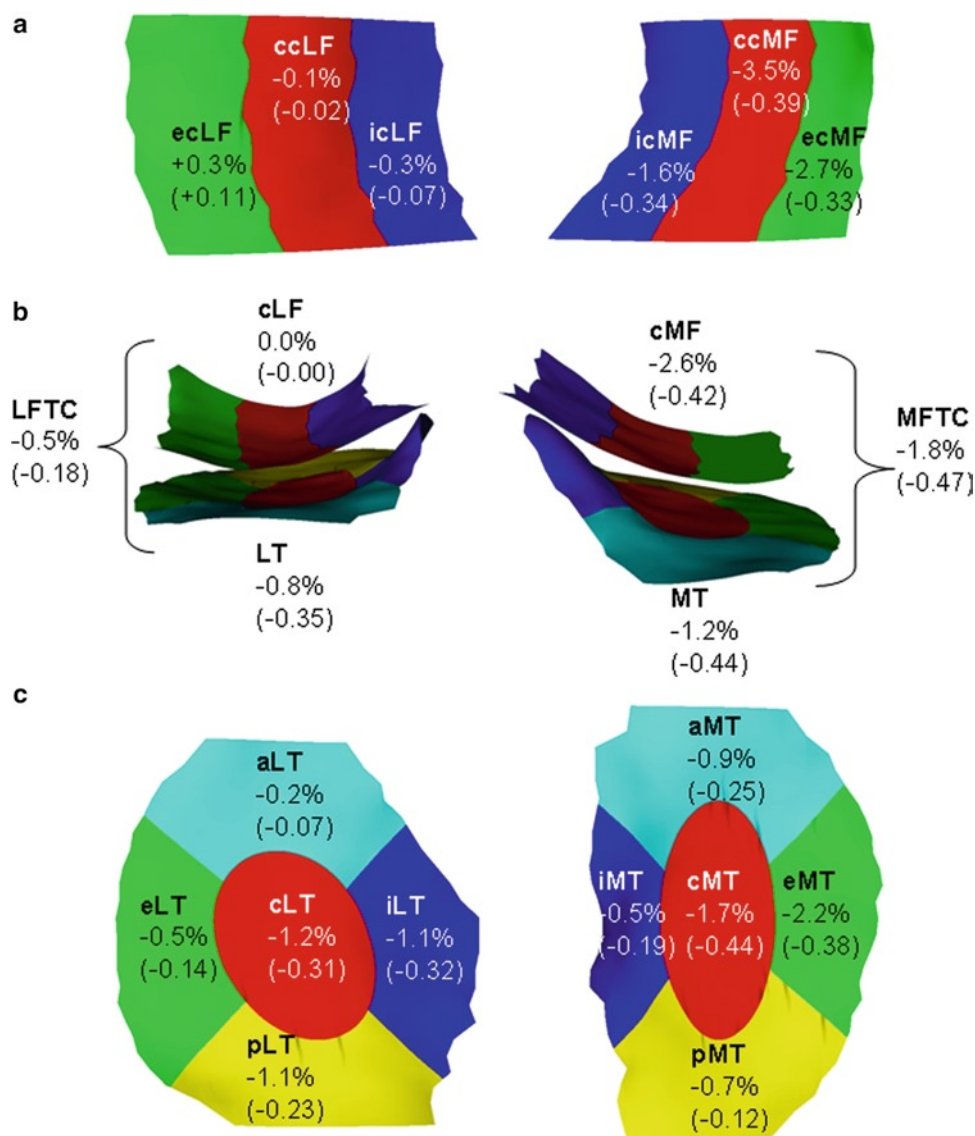 a
ccLF
-0.1%
(-0.02)
ecLF
+0.3%
(+0.11)
icLF
-0.3%
(-0.07)
ccMF
-3.5%
(-0.39)
icMF
-1.6%
(-0.34)
ecMF
-2.7%
(-0.33)
b
cLF
0.0%
(-0.00)
LFTC
-0.5%
(-0.18)
LT
-0.8%
(-0.35)
cMF
-2.6%
(-0.42)
MFTC
-1.8%
(-0.47)
MT
-1.2%
(-0.44)
c
aLT
-0.2%
(-0.07)
eLT
-0.5%
(-0.14)
cLT
-1.2%
(-0.31)
iLT
-1.1%
(-0.32)
pLT
-1.1%
(-0.23)
aMT
-0.9%
(-0.25)
iMT
-0.5%
(-0.19)
cMT
-1.7%
(-0.44)
eMT
-2.2%
(-0.38)
pMT
-0.7%
(-0.12)